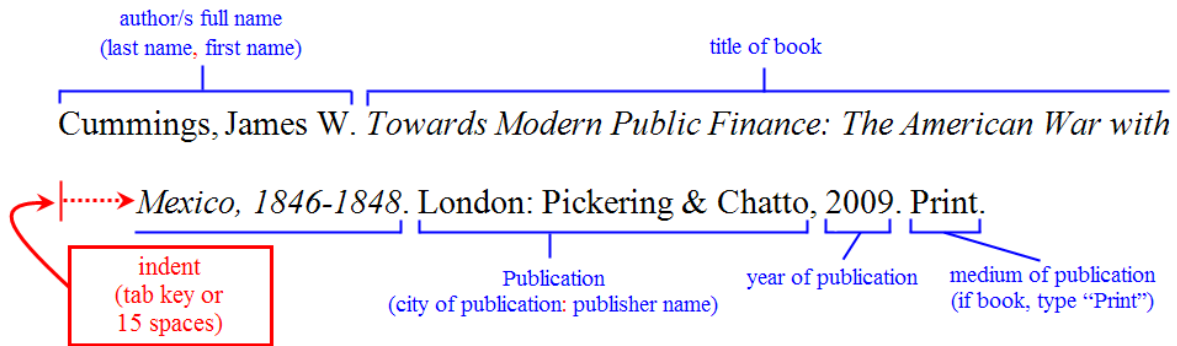 author/s full name
(last name, first name)
title of book
Cummings, James W. Towards Modern Public Finance: The American War with
Mexico, 1846-1848. London: Pickering & Chatto, 2009. Print.
indent
(tab key or
15 spaces)
Publication
(city of publication: publisher name)
year of publication
medium of publication
(if book, type “Print”)